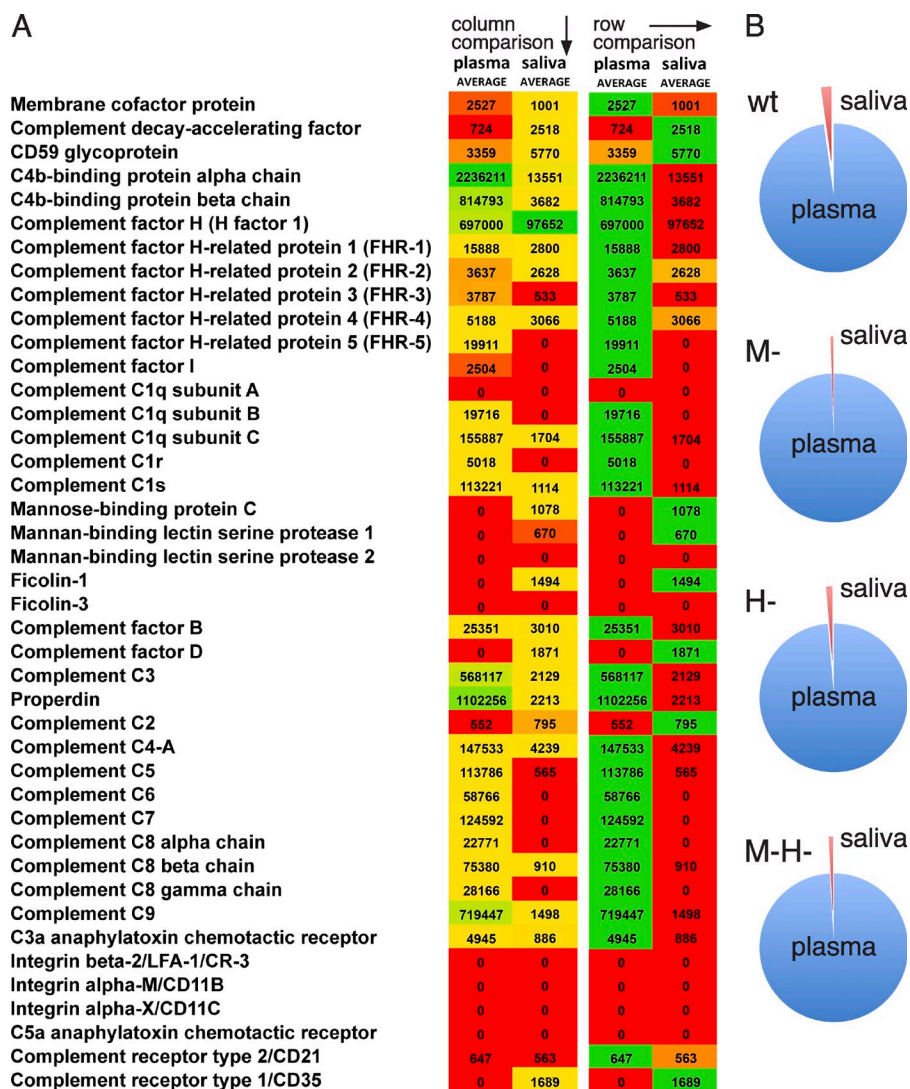 A
column comparison ↓
row comparison →
B
plasma saliva plasma saliva
AVERAGE AVERAGE AVERAGE AVERAGE
Membrane cofactor protein 2527 1001 2527 1001
Complement decay-accelerating factor 724 2518 724 2518
CD59 glycoprotein 3359 5770 3359 5770
C4b-binding protein alpha chain 2236211 13551 2236211 13551
C4b-binding protein beta chain 814793 3682 814793 3682
Complement factor H (H factor 1) 697000 97652 697000 97652
Complement factor H-related protein 1 (FHR-1) 15888 2800 15888 2800
Complement factor H-related protein 2 (FHR-2) 3637 2628 3637 2628
Complement factor H-related protein 3 (FHR-3) 3787 533 3787 533
Complement factor H-related protein 4 (FHR-4) 5188 3066 5188 3066
Complement factor H-related protein 5 (FHR-5) 19911 0 19911 0
Complement factor I 2504 0 2504 0
Complement C1q subunit A 0 0 0 0
Complement C1q subunit B 19716 0 19716 0
Complement C1q subunit C 155887 1704 155887 1704
Complement C1r 5018 0 5018 0
Complement C1s 113221 1114 113221 1114
Mannose-binding protein C 0 1078 0 1078
Mannan-binding lectin serine protease 1 0 670 0 670
Mannan-binding lectin serine protease 2 0 0 0 0
Ficolin-1 0 1494 0 1494
Ficolin-3 0 0 0 0
Complement factor B 25351 3010 25351 3010
Complement factor D 0 1871 0 1871
Complement C3 568117 2129 568117 2129
Properdin 1102256 2213 1102256 2213
Complement C2 552 795 552 795
Complement C4-A 147533 4239 147533 4239
Complement C5 113786 565 113786 565
Complement C6 58766 0 58766 0
Complement C7 124592 0 124592 0
Complement C8 alpha chain 22771 0 22771 0
Complement C8 beta chain 75380 910 75380 910
Complement C8 gamma chain 28166 0 28166 0
Complement C9 719447 1498 719447 1498
C3a anaphylatoxin chemotactic receptor 4945 886 4945 886
Integrin beta-2/LFA-1/CR-3 0 0 0 0
Integrin alpha-M/CD11B 0 0 0 0
Integrin alpha-X/CD11C 0 0 0 0
C5a anaphylatoxin chemotactic receptor 0 0 0 0
Complement receptor type 2/CD21 647 563 647 563
Complement receptor type 1/CD35 0 1689 0 1689
wt
saliva
plasma
M-
saliva
plasma
H-
saliva
plasma
M-H-
saliva
plasma